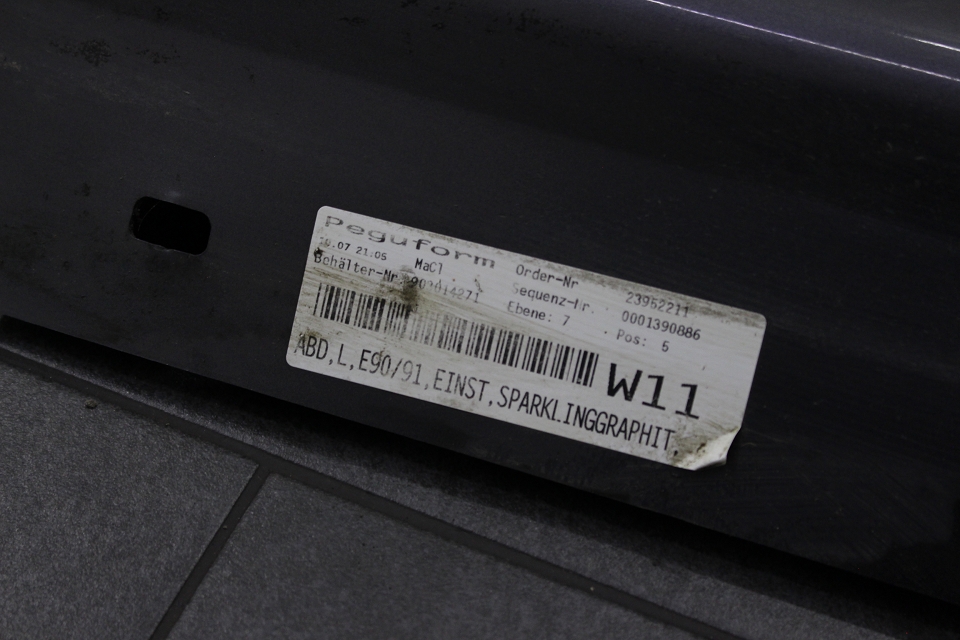 Peguform
.07 21:05 MaCl Order-Nr 23952211
Behälter-Nr Sequenz-Nr. 0001390886
Ebene: 7 Pos: 5
W11
ABD,L,E90/91,EINST,SPARKLINGGRAPHIT,